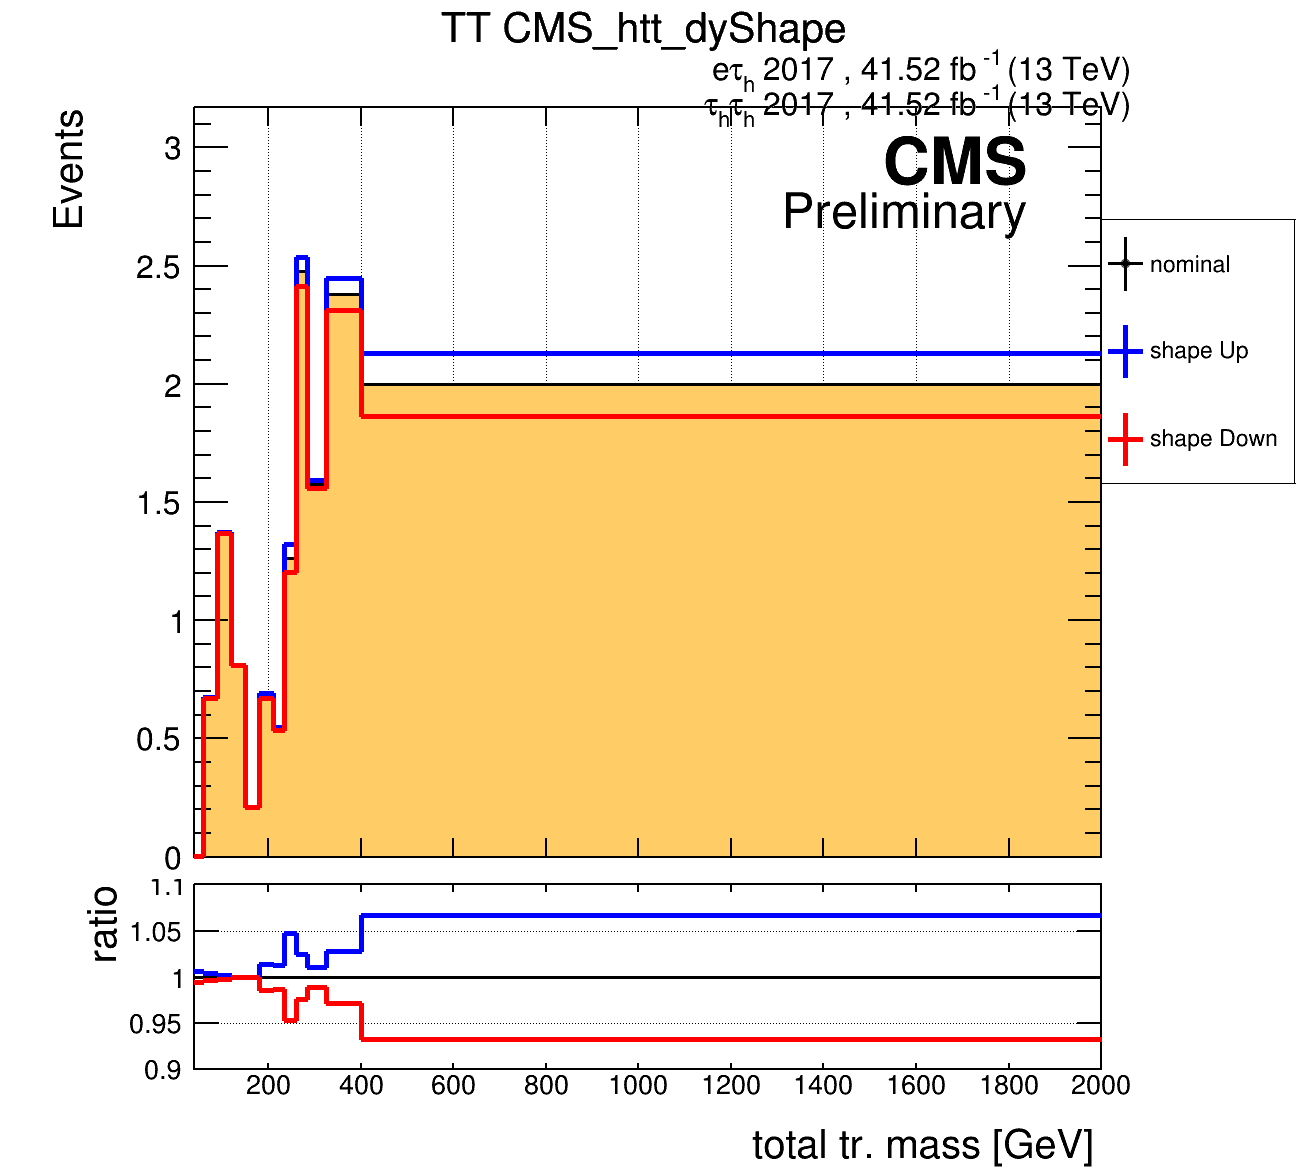 TT CMS_htt_dyShape
eτh 2017 , 41.52 fb-1 (13 TeV)
τhτh 2017 , 41.52 fb-1 (13 TeV)
CMS
Preliminary
Events
3
2.5
2
1.5
1
0.5
0
nominal
shape Up
shape Down
ratio
1.1
1.05
1
0.95
0.9
200 400 600 800 1000 1200 1400 1600 1800 2000
total tr. mass [GeV]